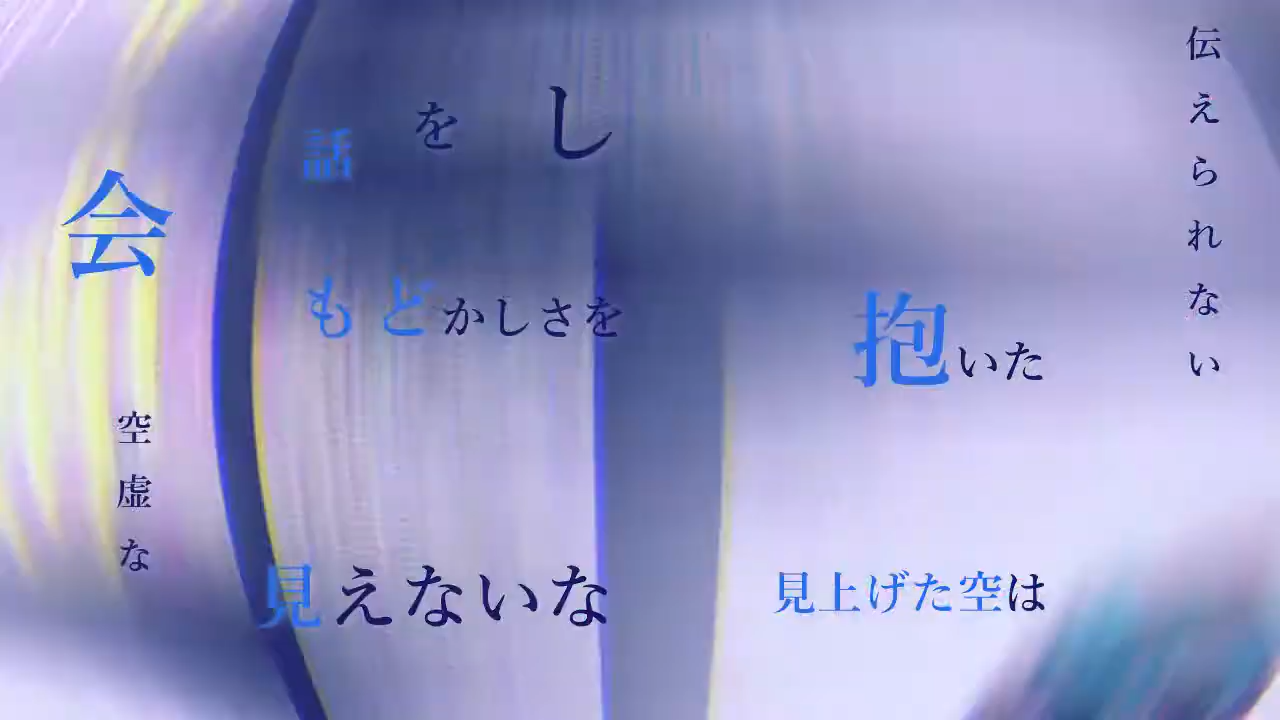 空虚な
会話をし
伝えられない
もどかしさを
抱いた
見上げた空は
見えないな